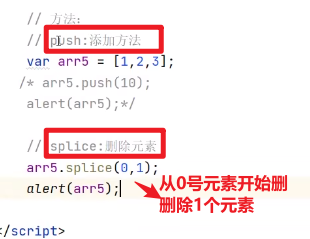 // 方法:
// push:添加方法
var arr5 = [1,2,3];
/* arr5.push(10);
alert(arr5);*/
// splice:删除元素
arr5.splice(0,1);
alert(arr5);
从0号元素开始删
删除1个元素
</script>